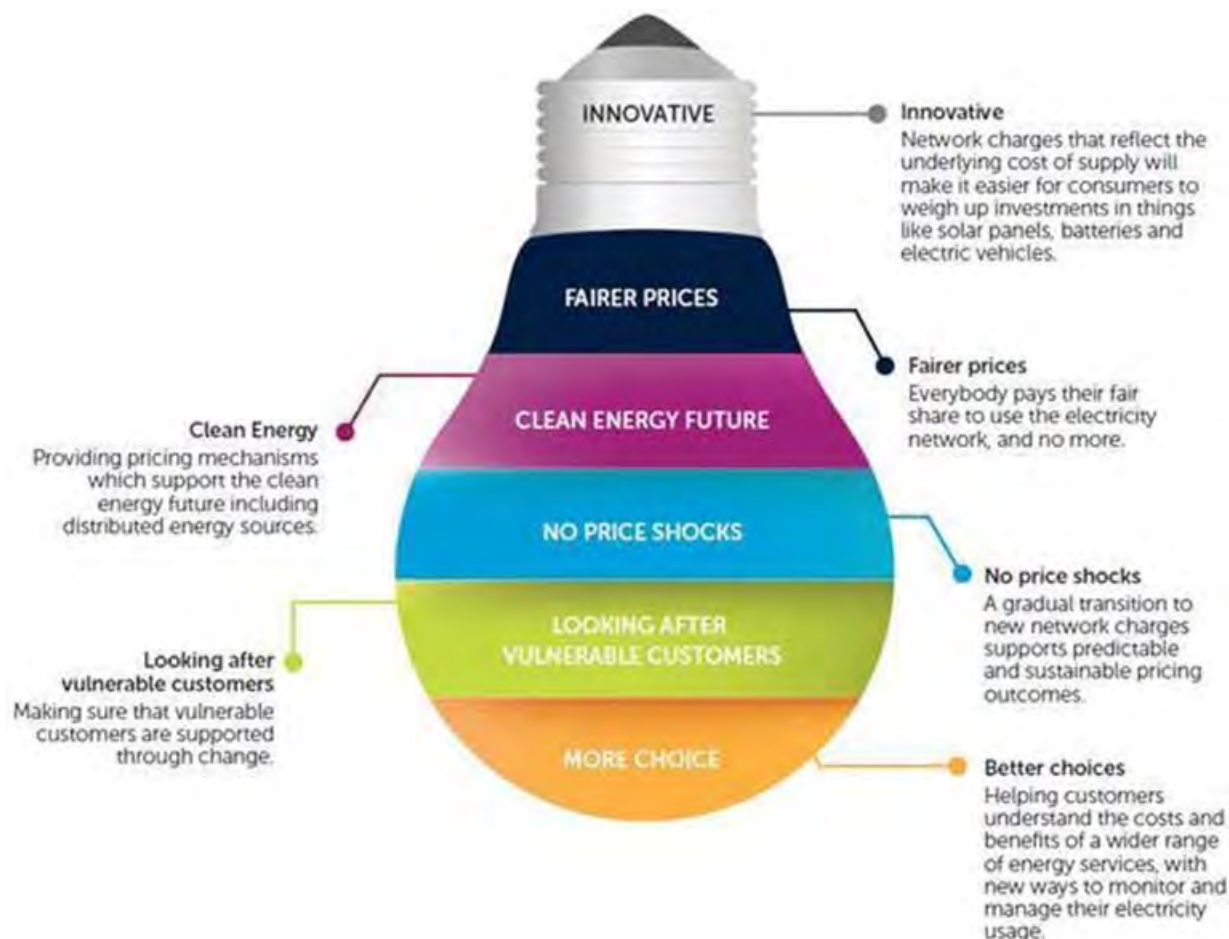 INNOVATIVE
Innovative
Network charges that reflect the
underlying cost of supply will
make it easier for consumers to
weigh up investments in things
like solar panels, batteries and
electric vehicles.
FAIRER PRICES
Fairer prices
Everybody pays their fair
share to use the electricity
network, and no more.
CLEAN ENERGY FUTURE
Clean Energy
Providing pricing mechanisms
which support the clean
energy future including
distributed energy sources.
NO PRICE SHOCKS
No price shocks
A gradual transition to
new network charges
supports predictable
and sustainable pricing
outcomes.
LOOKING AFTER
VULNERABLE CUSTOMERS
Looking after
vulnerable customers
Making sure that vulnerable
customers are supported
through change.
MORE CHOICE
Better choices
Helping customers
understand the costs and
benefits of a wider range
of energy services, with
new ways to monitor and
manage their electricity
usage.